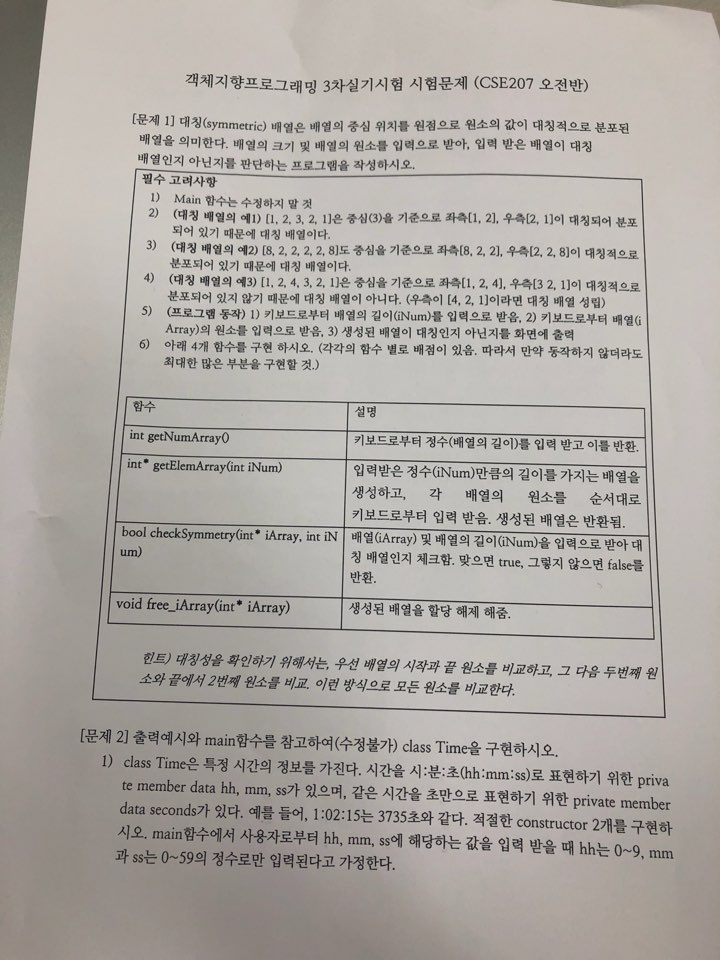 객체지향프로그래밍 3차실기시험 시험문제 (CSE207 오전반)
[문제 1] 대칭(symmetric) 배열은 배열의 중심 위치를 원점으로 원소의 값이 대칭적으로 분포된
배열을 의미한다. 배열의 크기 및 배열의 원소를 입력으로 받아, 입력 받은 배열이 대칭
배열인지 아닌지를 판단하는 프로그램을 작성하시오.
필수 고려사항
1) Main 함수는 수정하지 말 것
2) (대칭 배열의 예1) [1, 2, 3, 2, 1]은 중심(3)을 기준으로 좌측[1, 2], 우측[2, 1]이 대칭되어 분포
되어 있기 때문에 대칭 배열이다.
3) (대칭 배열의 예2) [8, 2, 2, 2, 2, 8]도 중심을 기준으로 좌측[8, 2, 2], 우측[2, 2, 8]이 대칭적으로
분포되어 있기 때문에 대칭 배열이다.
4) (대칭 배열의 예3) [1, 2, 4, 3, 2, 1]은 중심을 기준으로 좌측[1, 2, 4], 우측[3 2, 1]이 대칭적으로
분포되어 있지 않기 때문에 대칭 배열이 아니다. (우측이 [4, 2, 1]이라면 대칭 배열 성립)
5) (프로그램 동작) 1) 키보드로부터 배열의 길이(iNum)를 입력으로 받음, 2) 키보드로부터 배열(i
Array)의 원소를 입력으로 받음, 3) 생성된 배열이 대칭인지 아닌지를 화면에 출력
6) 아래 4개 함수를 구현 하시오. (각각의 함수 별로 배점이 있음. 따라서 만약 동작하지 않더라도
최대한 많은 부분을 구현할 것.)
함수 설명
int getNumArray() 키보드로부터 정수(배열의 길이)를 입력 받고 이를 반환.
int* getElemArray(int iNum) 입력받은 정수(iNum)만큼의 길이를 가지는 배열을
생성하고, 각 배열의 원소를 순서대로
키보드로부터 입력 받음. 생성된 배열은 반환됨.
bool checkSymmetry(int* iArray, int iN 배열(iArray) 및 배열의 길이(iNum)을 입력으로 받아 대
um) 칭 배열인지 체크함. 맞으면 true, 그렇지 않으면 false를
반환.
void free_iArray(int* iArray) 생성된 배열을 할당 해제 해줌.
힌트) 대칭성을 확인하기 위해서는, 우선 배열의 시작과 끝 원소를 비교하고, 그 다음 두번째 원
소와 끝에서 2번째 원소를 비교. 이런 방식으로 모든 원소를 비교한다.
[문제 2] 출력예시와 main함수를 참고하여(수정불가) class Time을 구현하시오.
1) class Time은 특정 시간의 정보를 가진다. 시간을 시:분:초(hh:mm:ss)로 표현하기 위한 priva
te member data hh, mm, ss가 있으며, 같은 시간을 초만으로 표현하기 위한 private member
data seconds가 있다. 예를 들어, 1:02:15는 3735초와 같다. 적절한 constructor 2개를 구현하
시오. main함수에서 사용자로부터 hh, mm, ss에 해당하는 값을 입력 받을 때 hh는 0~9, mm
과 ss는 0~59의 정수로만 입력된다고 가정한다.